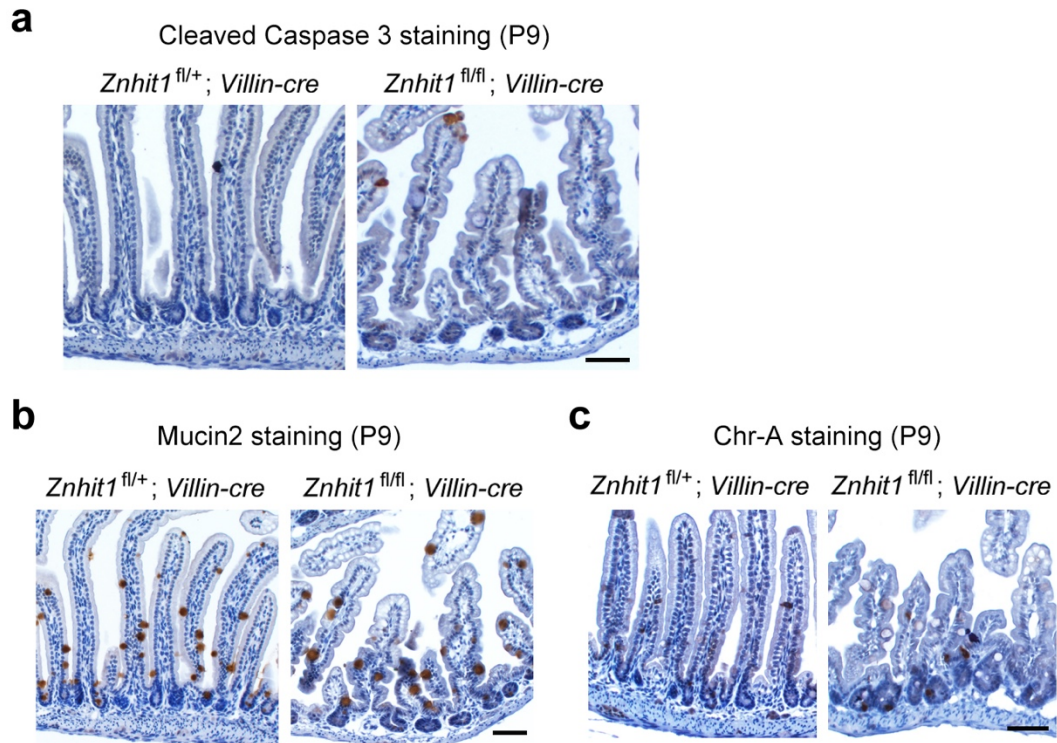 a
Cleaved Caspase 3 staining (P9)
Znhit1 fl/+; Villin-cre
Znhit1 fl/fl; Villin-cre
b
Mucin2 staining (P9)
Znhit1 fl/+; Villin-cre
Znhit1 fl/fl; Villin-cre
c
Chr-A staining (P9)
Znhit1 fl/+; Villin-cre
Znhit1 fl/fl; Villin-cre